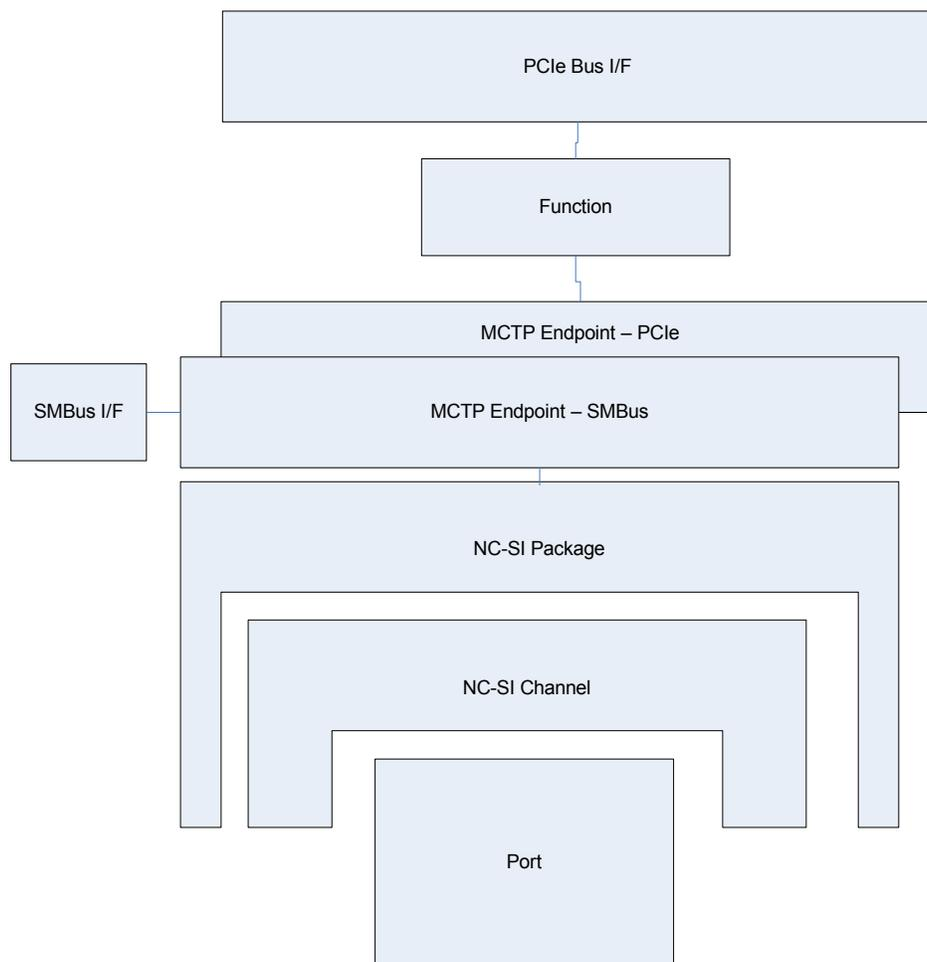 PCIe Bus I/F
Function
MCTP Endpoint – PCIe
SMBus I/F
MCTP Endpoint – SMBus
NC-SI Package
NC-SI Channel
Port